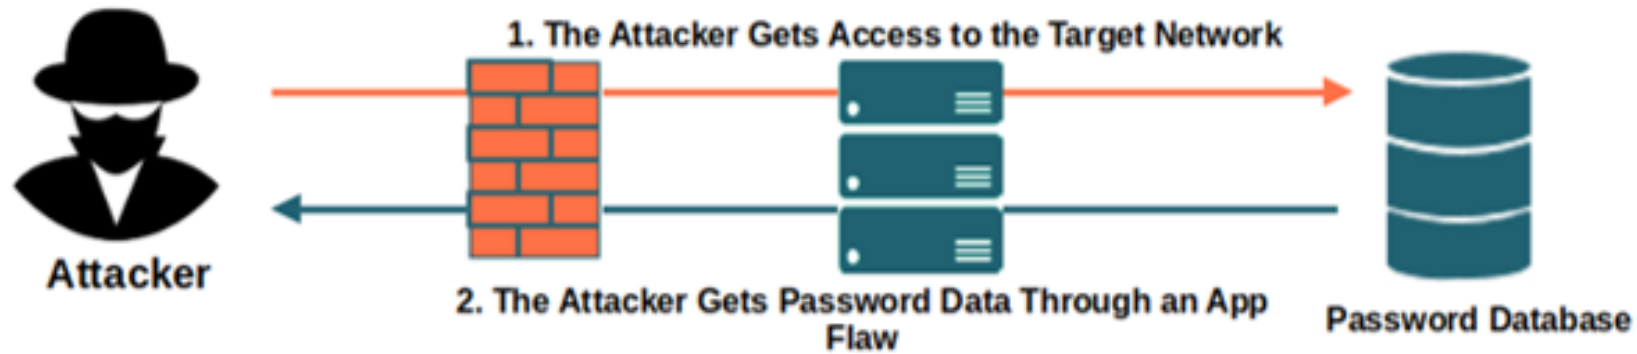 1. The Attacker Gets Access to the Target Network
Attacker
2. The Attacker Gets Password Data Through an App
Flaw
Password Database